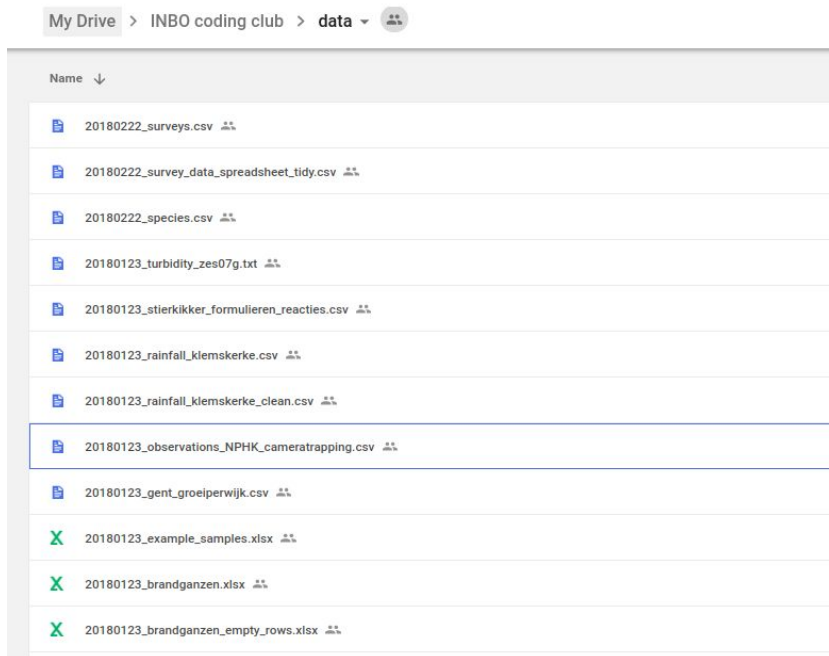 My Drive > INBO coding club > data
Name
20180222_surveys.csv
20180222_survey_data_spreadsheet_tidy.csv
20180222_species.csv
20180123_turbidity_zes07g.txt
20180123_stierkikker_formulieren_reacties.csv
20180123_rainfall_klemskerke.csv
20180123_rainfall_klemskerke_clean.csv
20180123_observations_NPHK_cameratrapping.csv
20180123_gent_groeiperwijk.csv
20180123_example_samples.xlsx
20180123_brandganzen.xlsx
20180123_brandganzen_empty_rows.xlsx